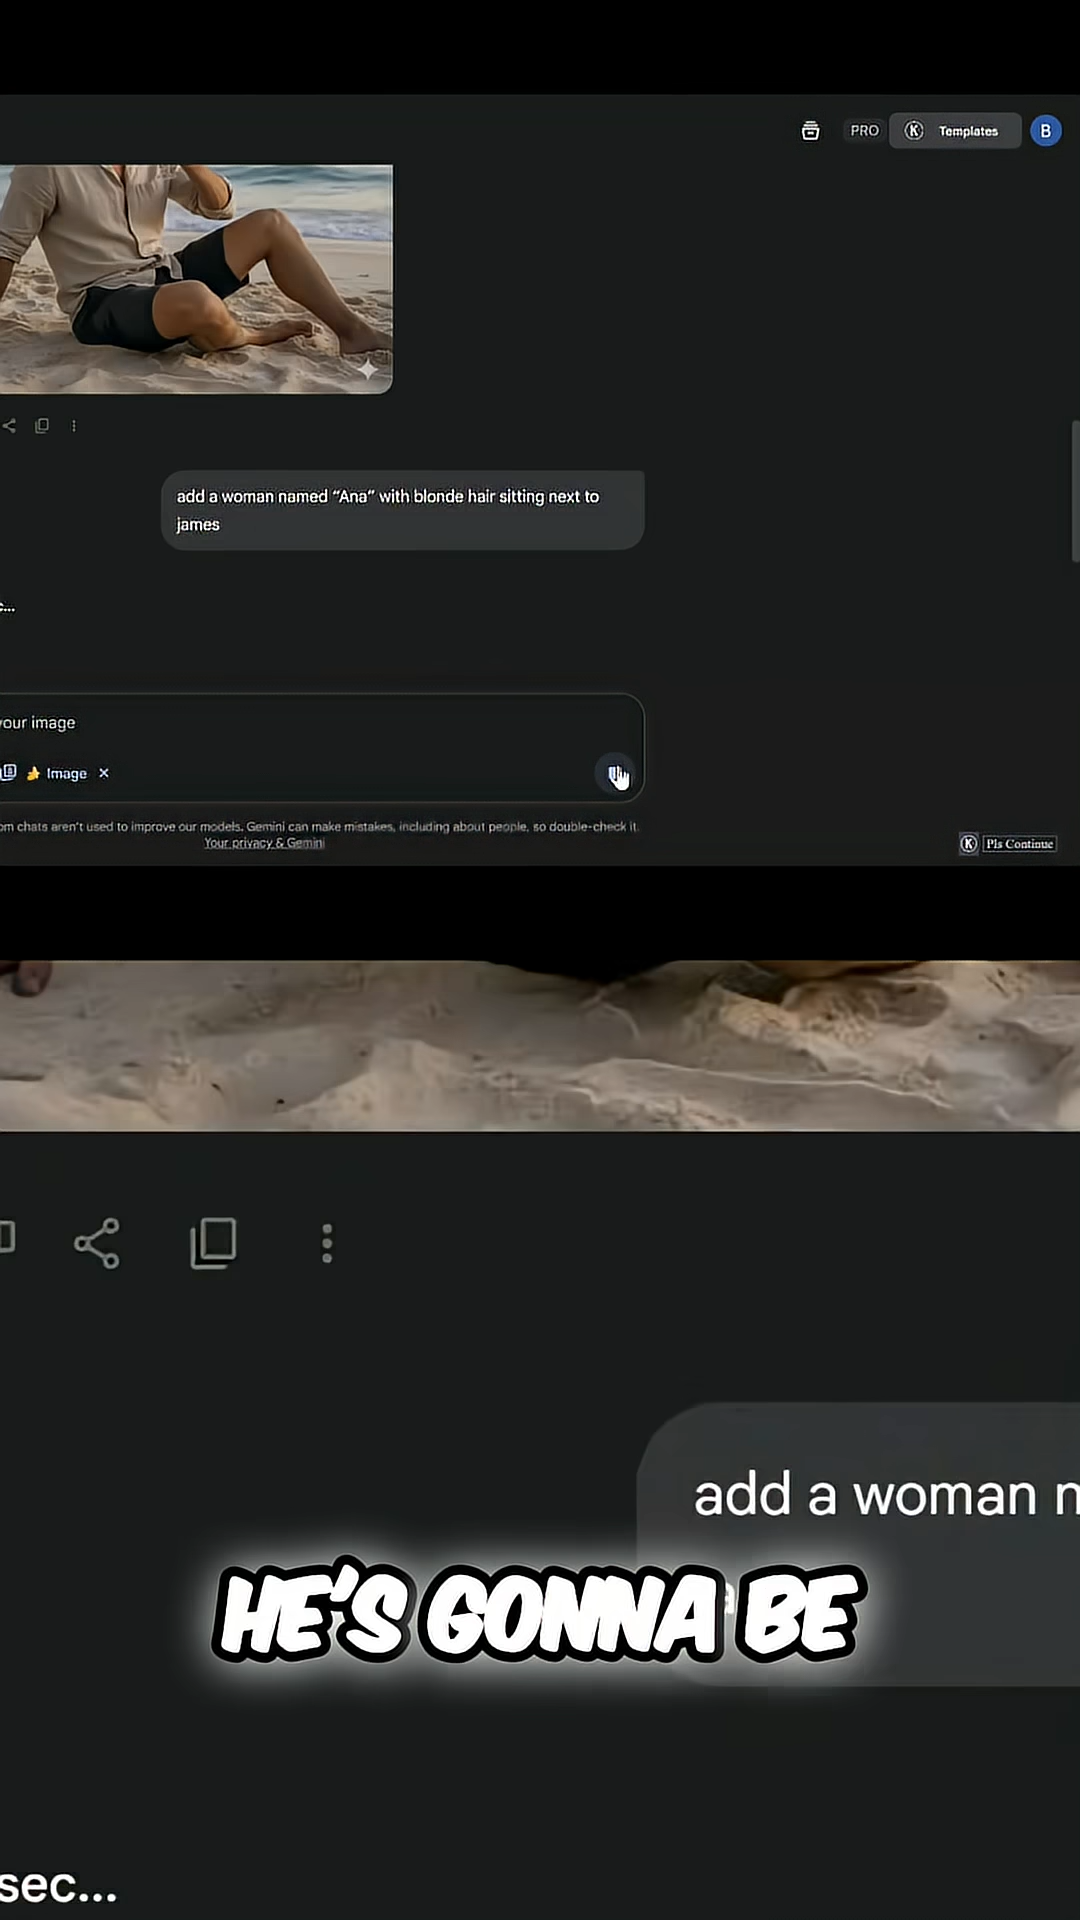 PRO
K
Templates
B
add a woman named “Ana” with blonde hair sitting next to
james
your image
Image
om chats aren't used to improve our models. Gemini can make mistakes, including about people, so double-check it.
Your privacy & Gemini
K
Pls Continue
add a woman n
HE'S GONNA BE
sec...